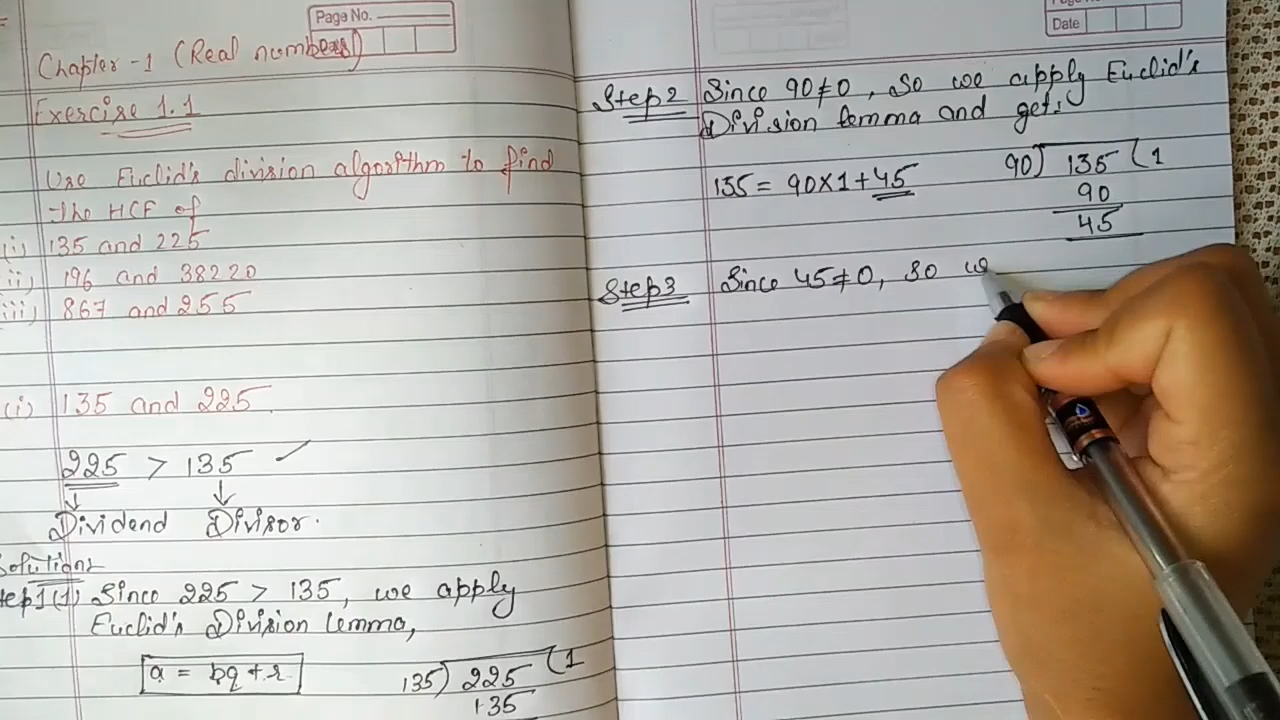 Page No.
Chapter - 1 (Real numbers)
Exercise 1.1
Use Euclid's division algorithm to find
the HCF of
(i) 135 and 225
ii) 196 and 38220
iii) 867 and 255
(i) 135 and 225.
225 > 135 ✓
↓ ↓
Dividend Divisor.
Solution:
tep1(1) Since 225 > 135, we apply
Euclid's Division lemma,
a = bq + r
135) 225 (1
135
Date
Step2 Since 90≠0, So we apply Euclid's
Division lemma and get:
135 = 90×1+45
90) 135 (1
90
45
Step3 Since 45≠0, So w